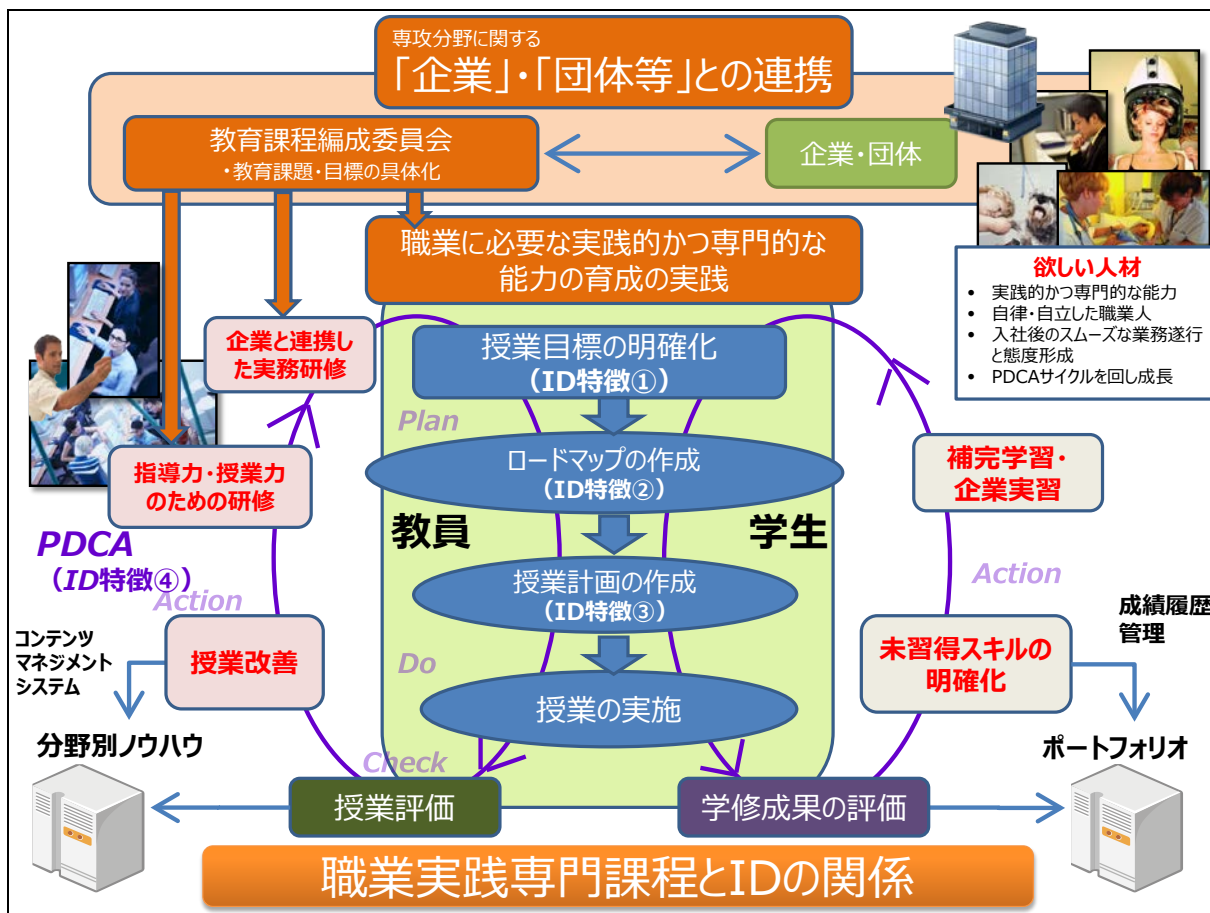 専攻分野に関する
「企業」・「団体等」との連携
教育課程編成委員会
・教育課題・目標の具体化
企業・団体
職業に必要な実践的かつ専門的な
能力の育成の実践
欲しい人材
• 実践的かつ専門的な能力
• 自律・自立した職業人
• 入社後のスムーズな業務遂行
と態度形成
• PDCAサイクルを回し成長
企業と連携し
た実務研修
授業目標の明確化
(ID特徴①)
Plan
ロードマップの作成
(ID特徴②)
指導力・授業力
のための研修
補完学習・
企業実習
教員
学生
PDCA
(ID特徴④)
授業計画の作成
(ID特徴③)
Action
Action
コンテンツ
マネジメント
システム
授業改善
Do
未習得スキルの
明確化
成績履歴
管理
授業の実施
分野別ノウハウ
ポートフォリオ
Check
授業評価
学修成果の評価
職業実践専門課程とIDの関係